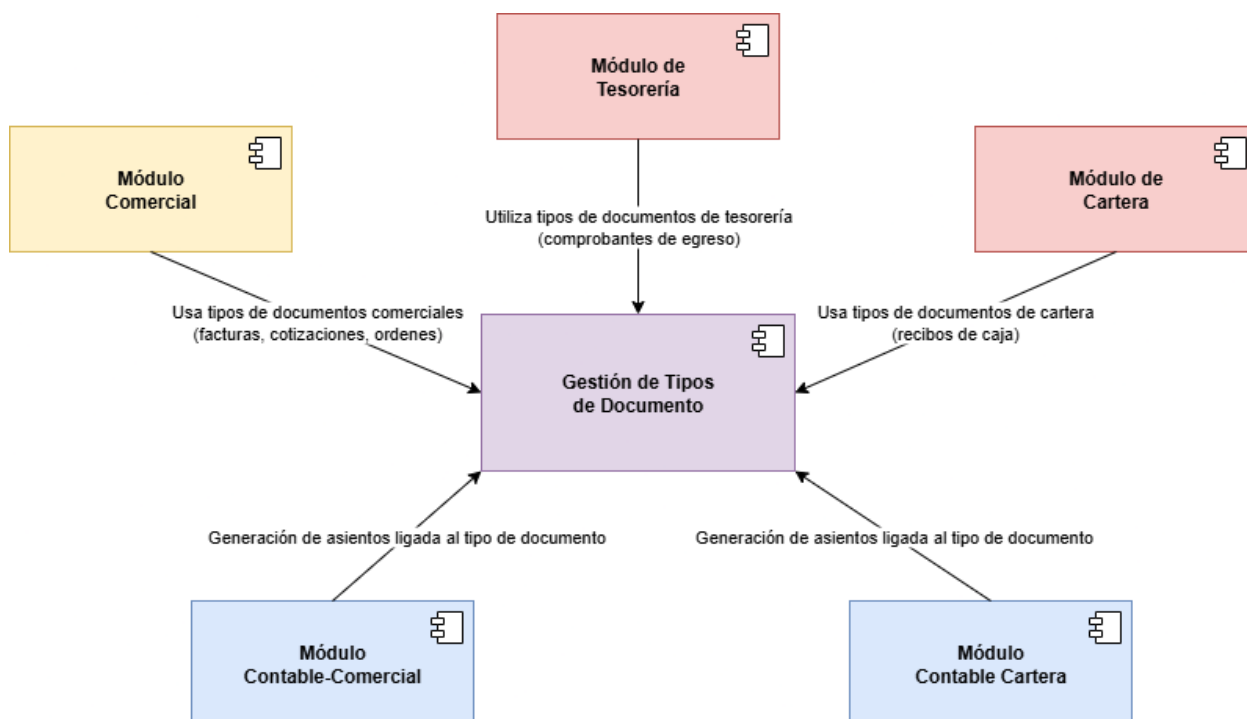 Módulo de
Tesorería
Módulo
Comercial
Módulo de
Cartera
Utiliza tipos de documentos de tesorería
(comprobantes de egreso)
Usa tipos de documentos comerciales
(facturas, cotizaciones, ordenes)
Usa tipos de documentos de cartera
(recibos de caja)
Gestión de Tipos
de Documento
Generación de asientos ligada al tipo de documento
Generación de asientos ligada al tipo de documento
Módulo
Contable-Comercial
Módulo
Contable Cartera